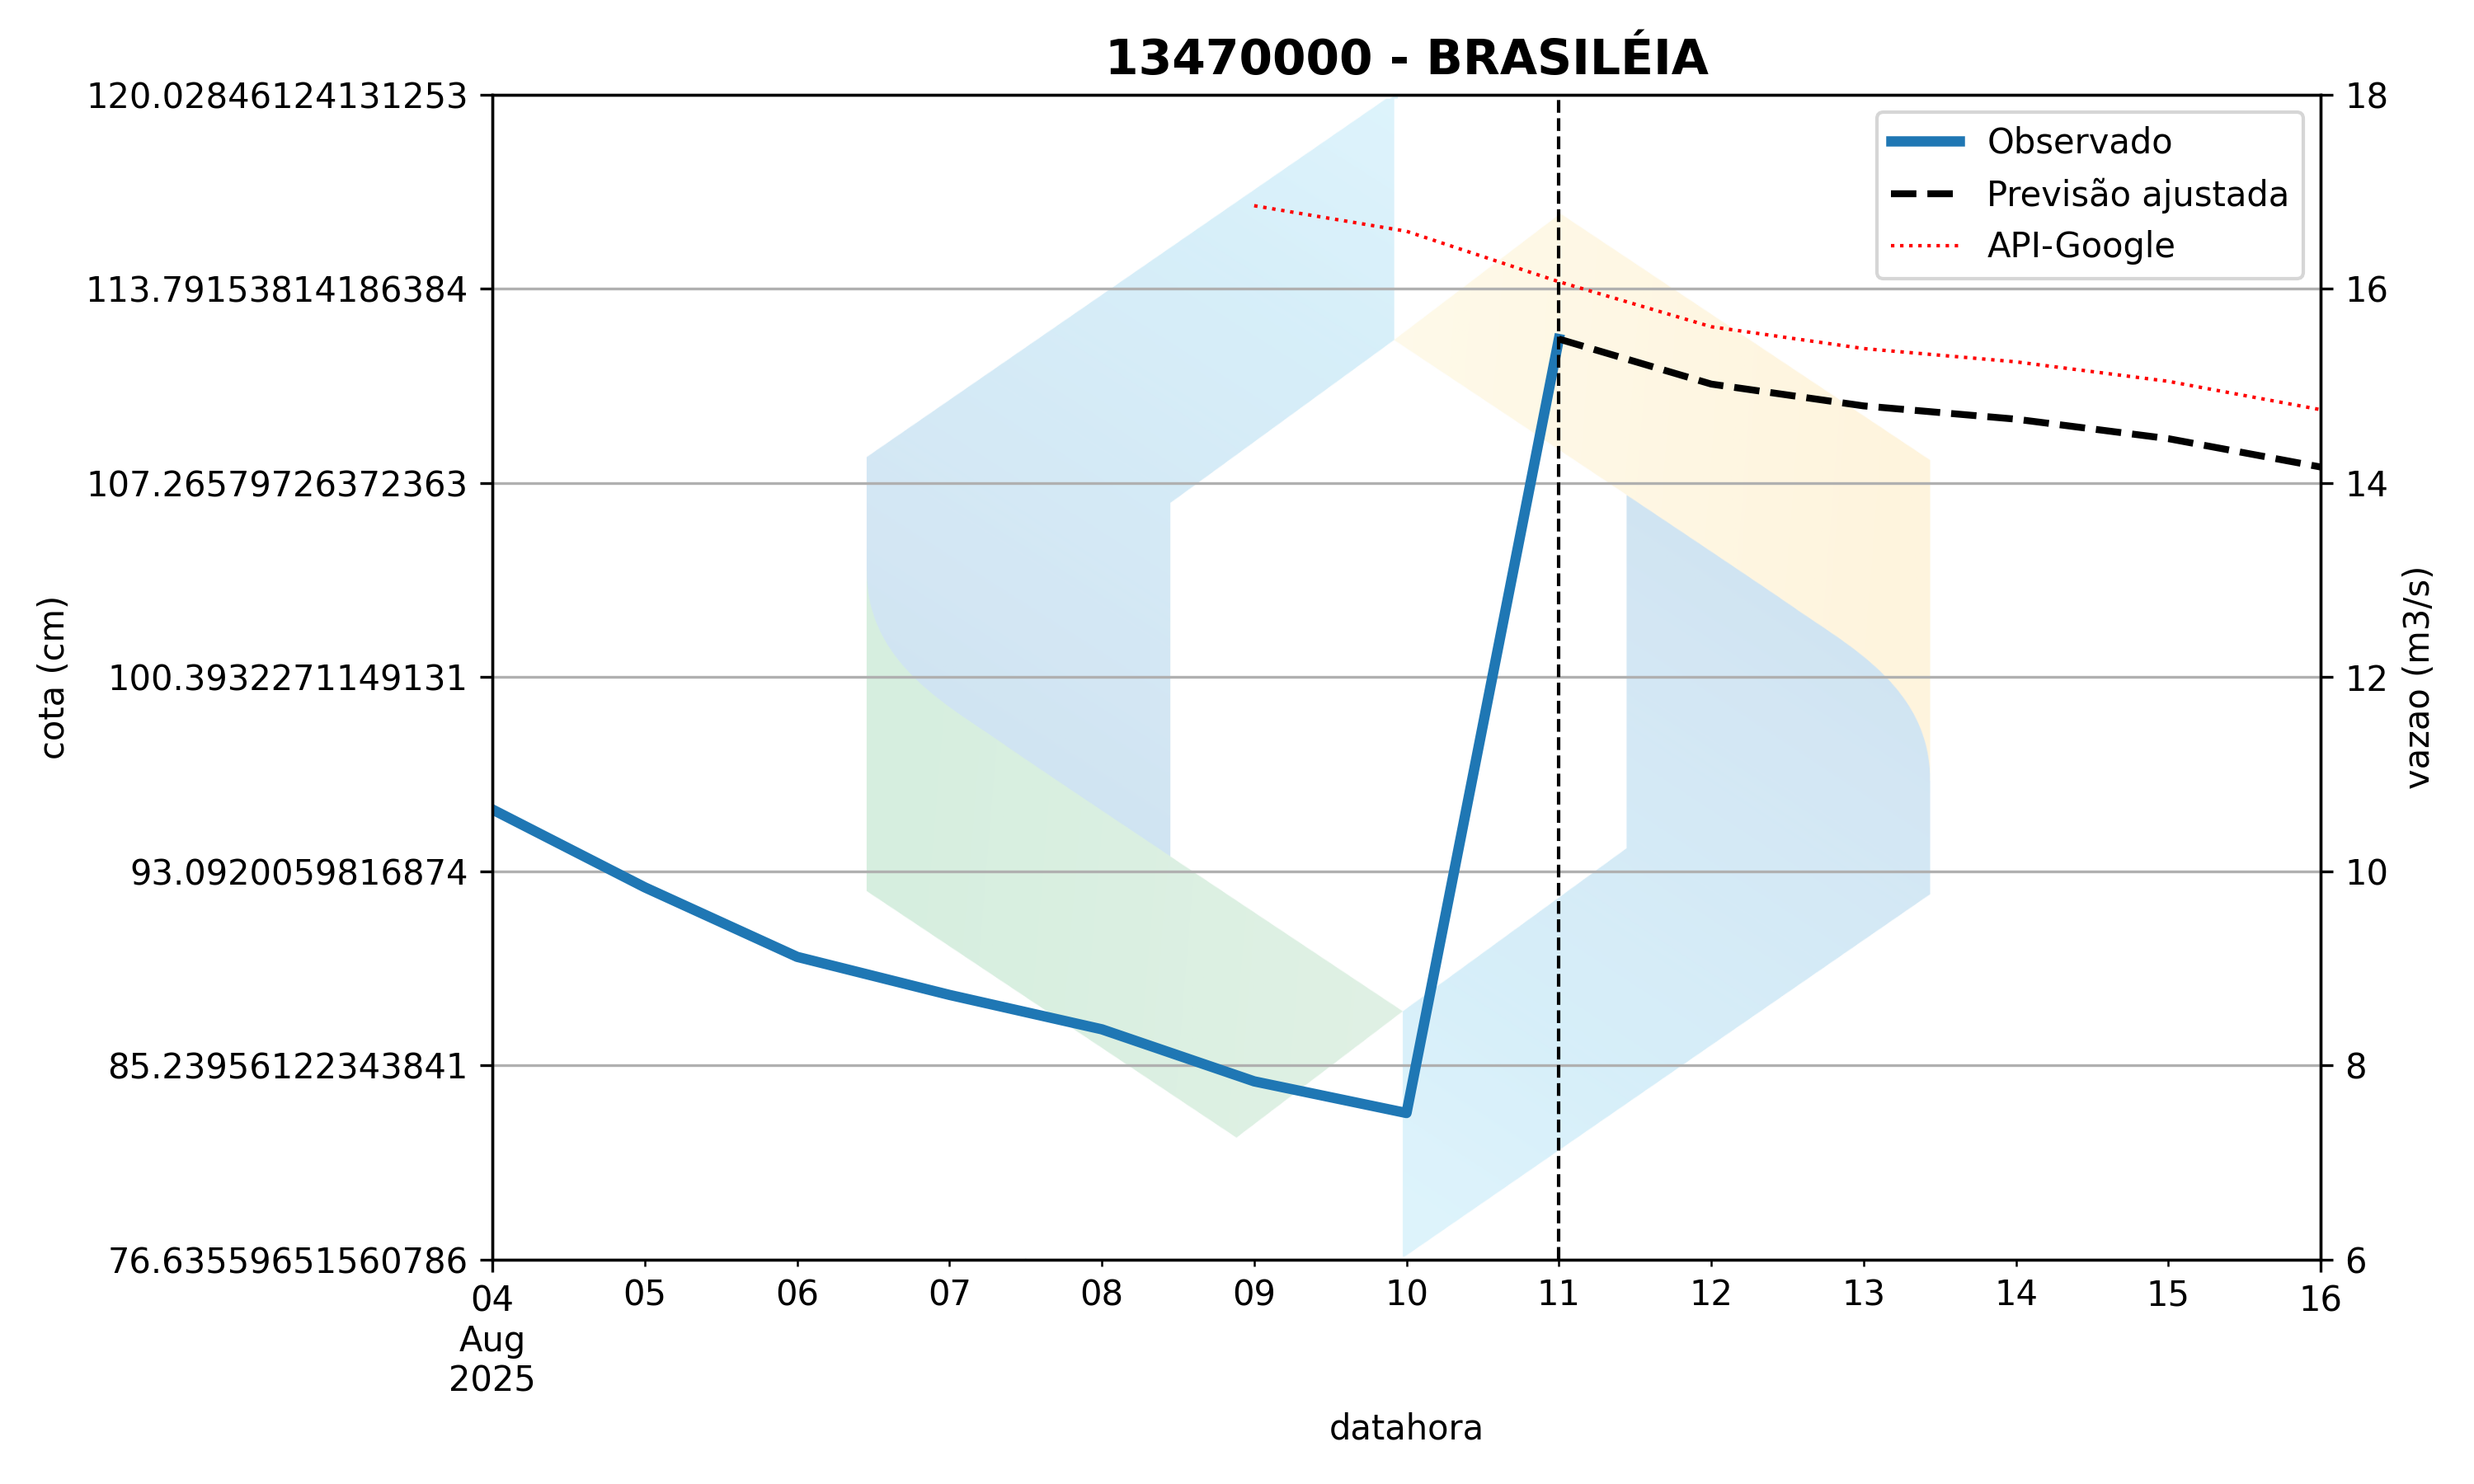 13470000 - BRASILÉIA
120.02846124131253
113.79153814186384
107.26579726372363
100.3932271149131
93.0920059816874
85.23956122343841
76.63559651560786
cota (cm)
18
16
14
12
10
8
6
vazao (m3/s)
Observado
Previsão ajustada
API-Google
04 05 06 07 08 09 10 11 12 13 14 15 16
Aug
2025
datahora